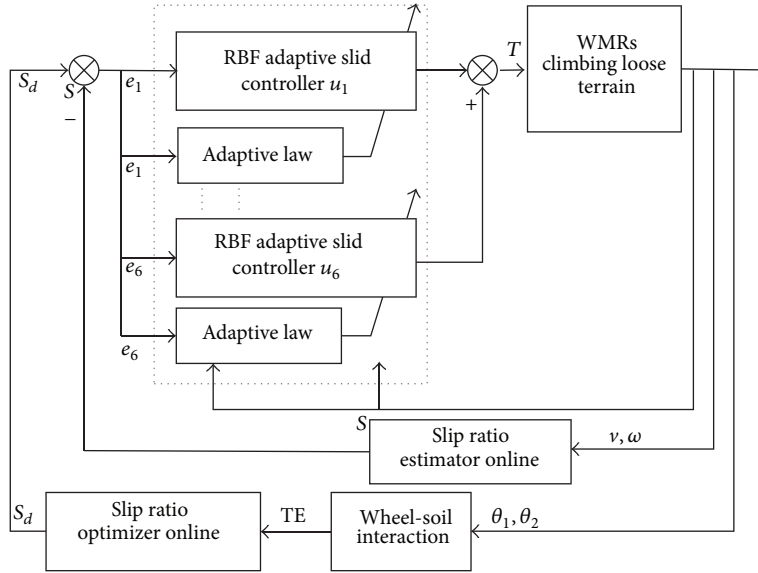 S_d
S
−
e_1
RBF adaptive slid
controller u_1
e_1
Adaptive law
RBF adaptive slid
controller u_6
e_6
Adaptive law
e_6
+
T
WMRs
climbing loose
terrain
S
Slip ratio
estimator online
v, ω
S_d
Slip ratio
optimizer online
TE
Wheel-soil
interaction
θ_1, θ_2